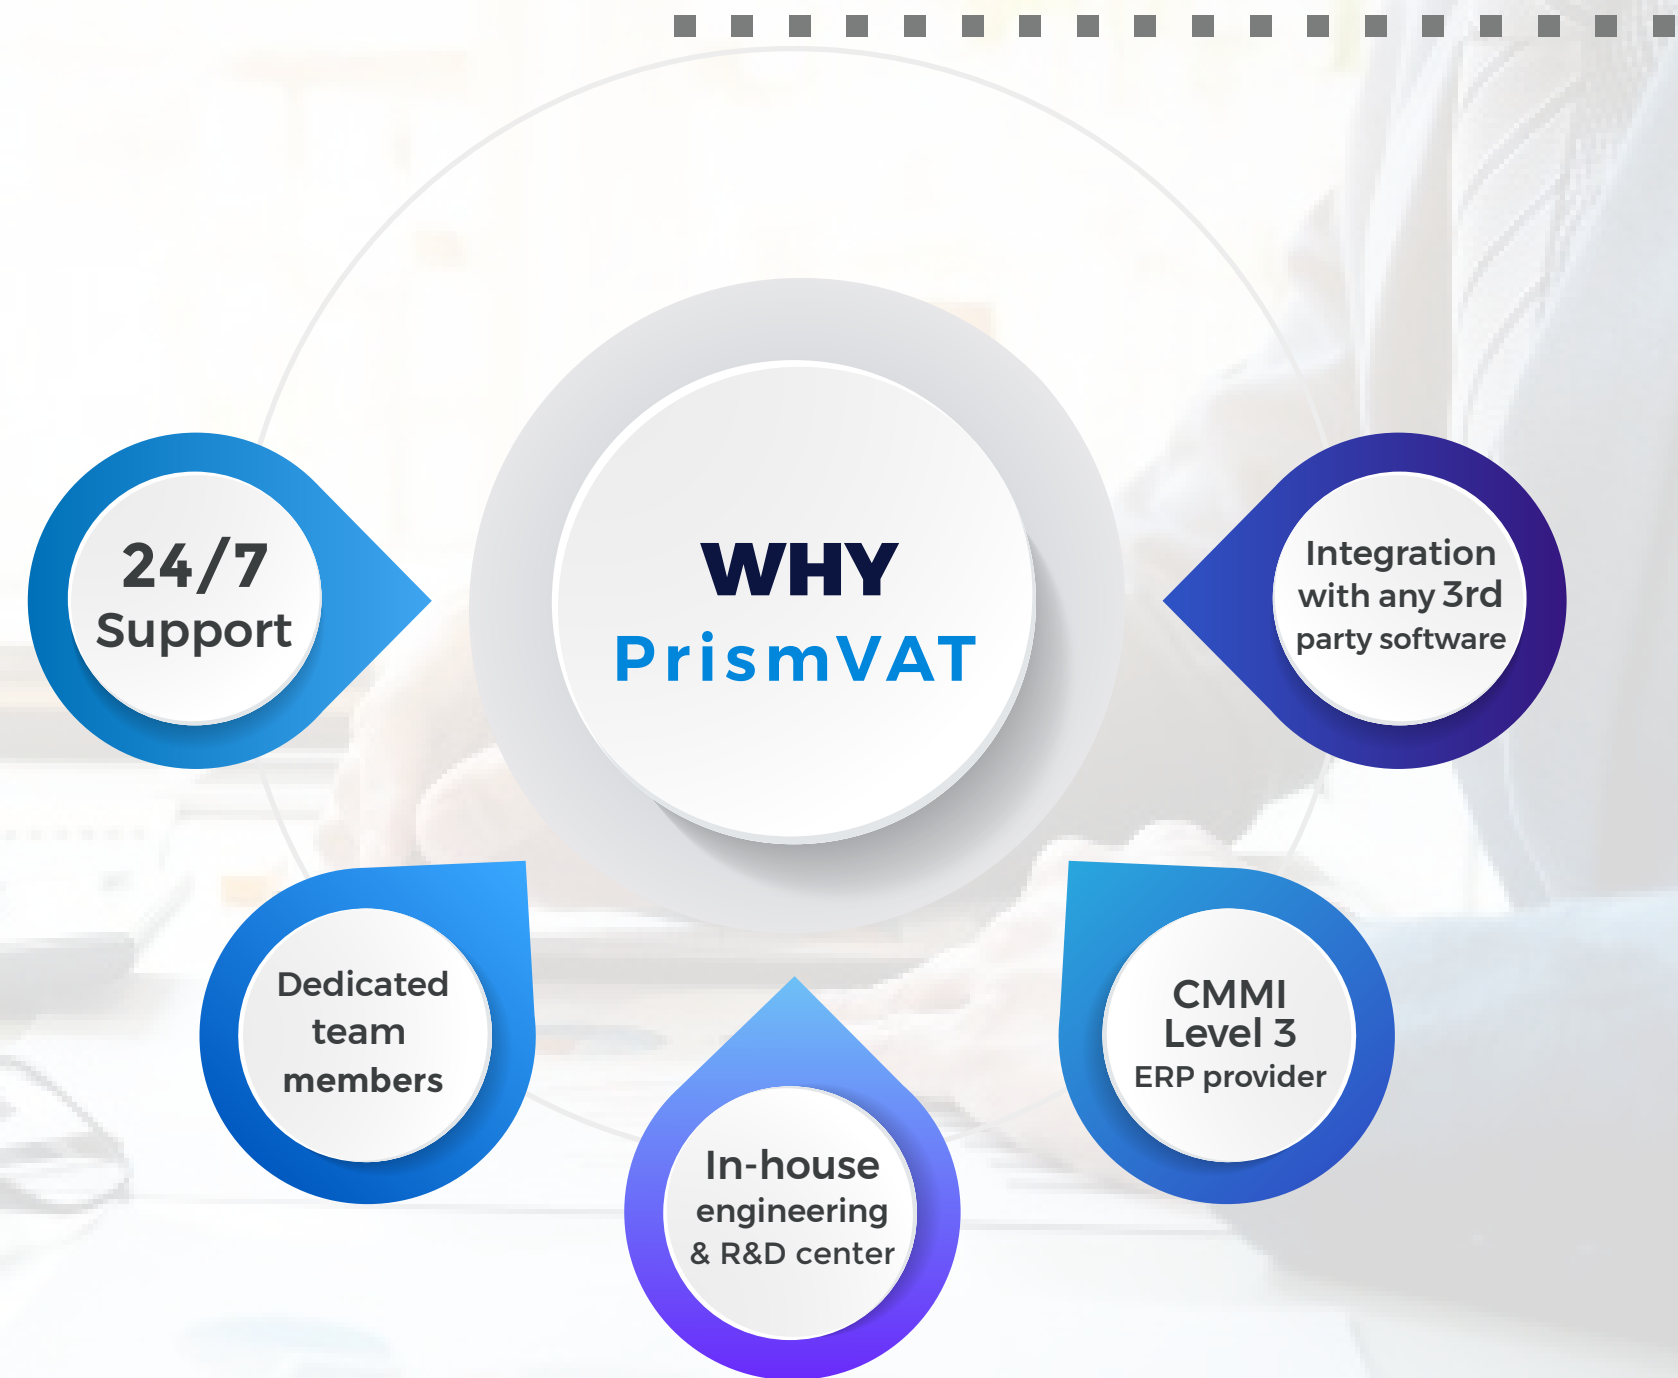 WHY
PrismVAT
24/7
Support
Dedicated
team
members
In-house
engineering
& R&D center
CMMI
Level 3
ERP provider
Integration
with any 3rd
party software